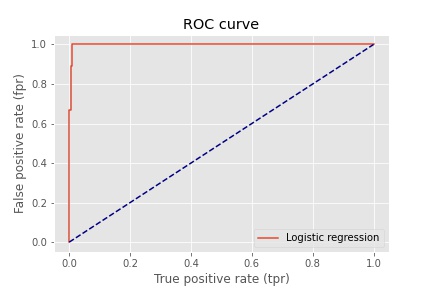 ROC curve
False positive rate (fpr)
1.0
0.8
0.6
0.4
0.2
0.0
Logistic regression
0.0 0.2 0.4 0.6 0.8 1.0
True positive rate (tpr)